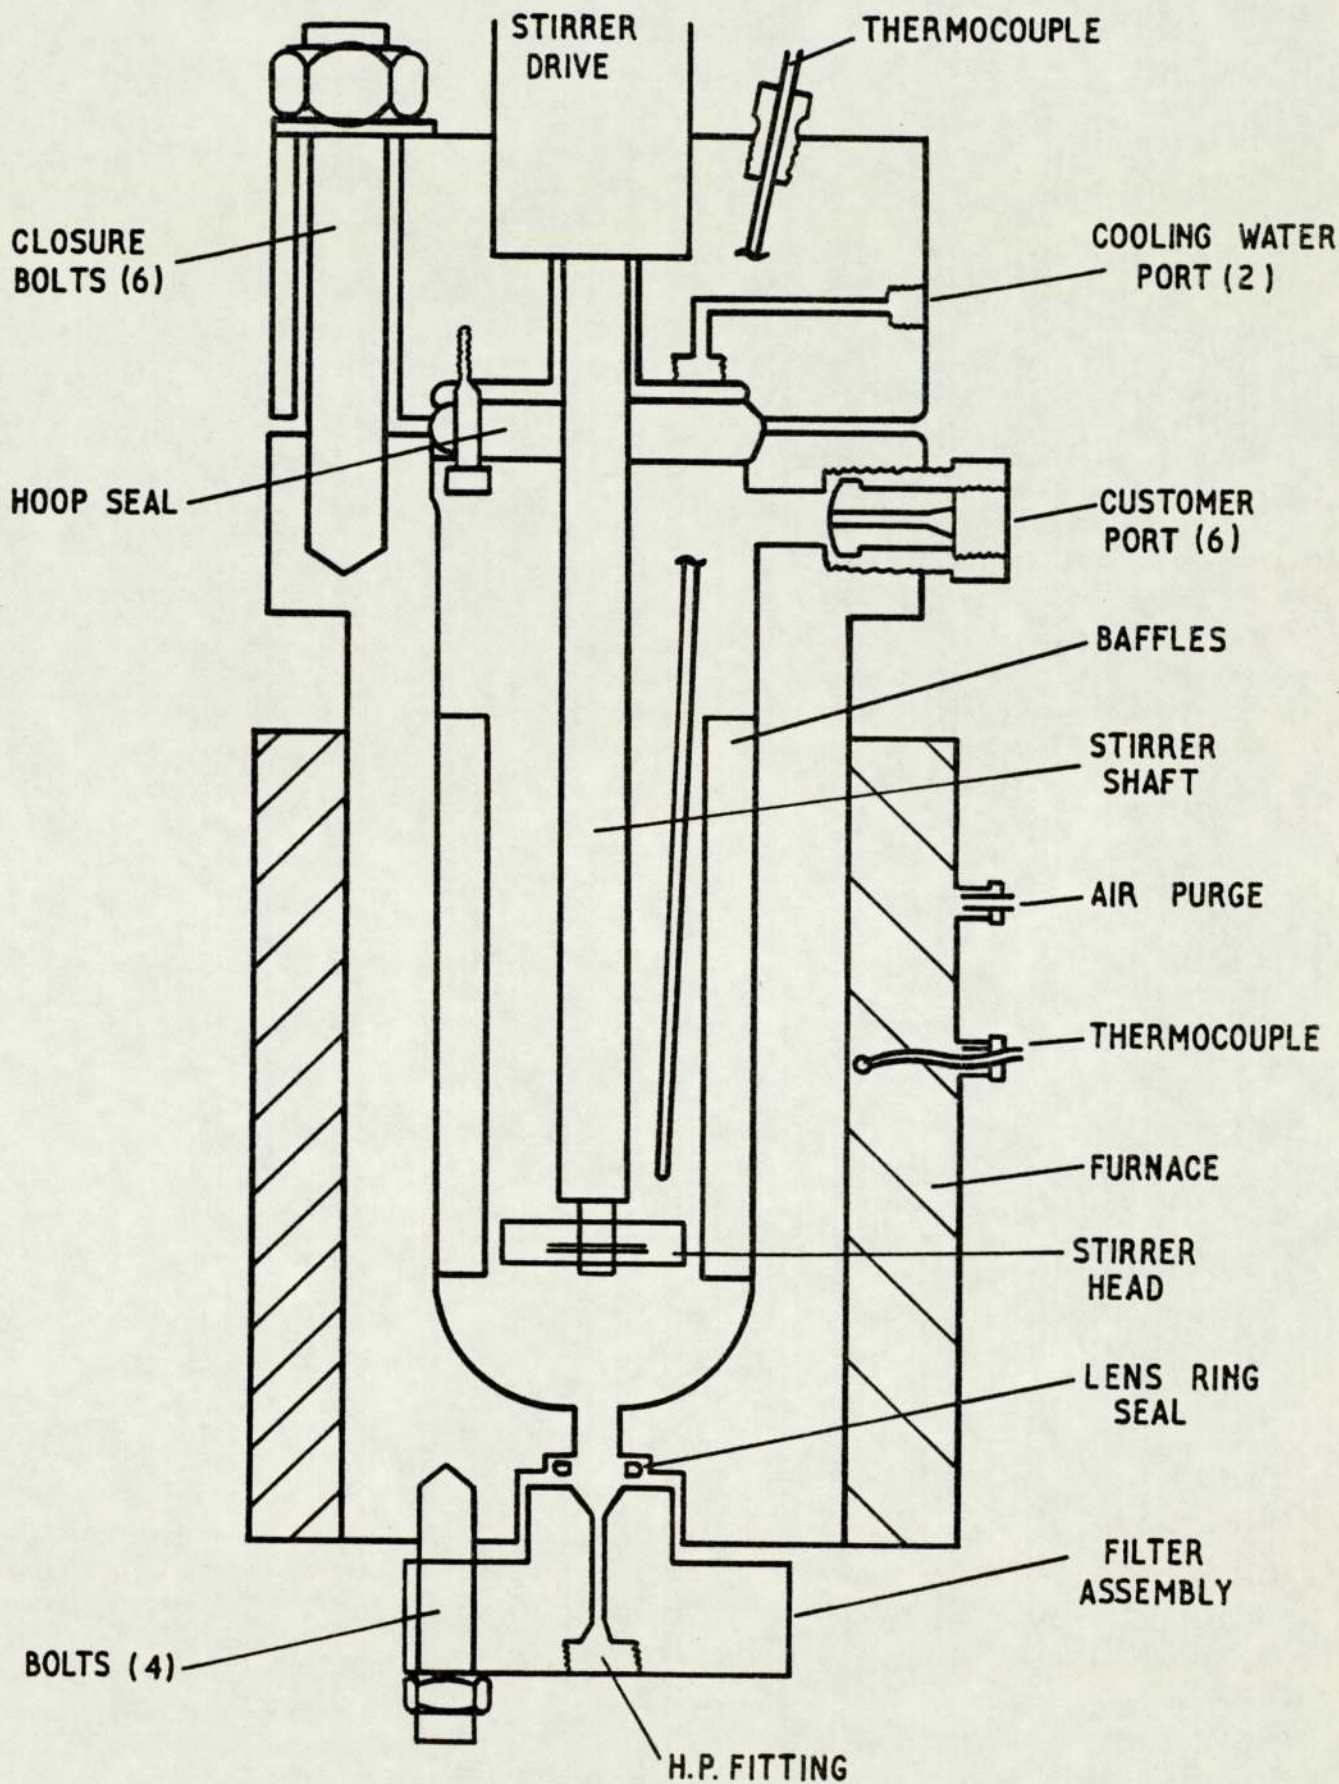 STIRRER
DRIVE
THERMOCOUPLE
CLOSURE
BOLTS (6)
COOLING WATER
PORT (2)
HOOP SEAL
CUSTOMER
PORT (6)
BAFFLES
STIRRER
SHAFT
AIR PURGE
THERMOCOUPLE
FURNACE
STIRRER
HEAD
LENS RING
SEAL
FILTER
ASSEMBLY
BOLTS (4)
H.P. FITTING